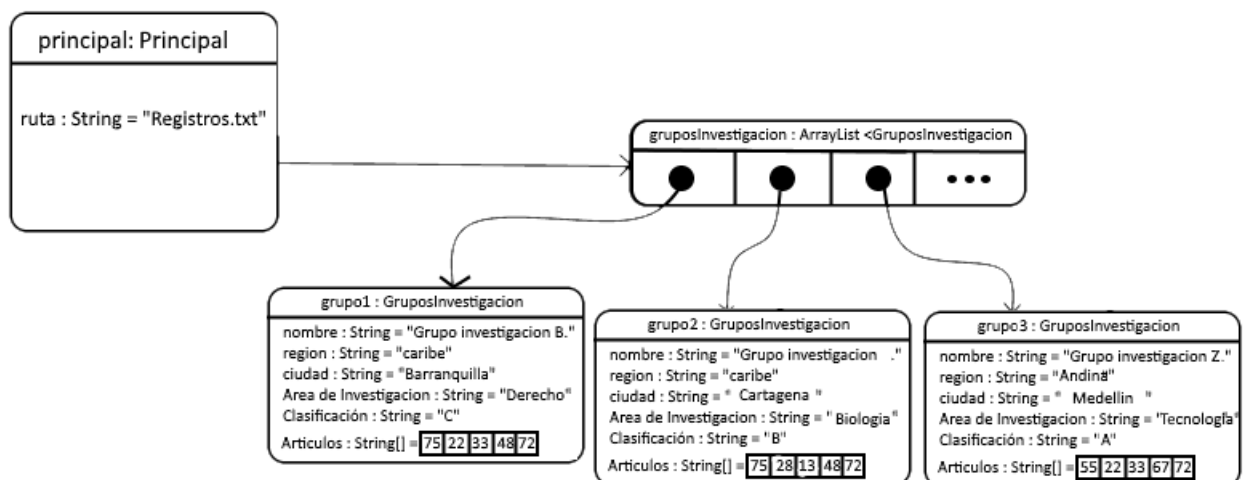 principal: Principal
ruta : String = "Registros.txt"
gruposInvestigacion : ArrayList <GruposInvestigacion
grupo1 : GruposInvestigacion
nombre : String = "Grupo investigacion B."
region : String = "caribe"
ciudad : String = "Barranquilla"
Area de Investigacion : String = "Derecho"
Clasificación : String = "C"
Articulos : String[] = 75 22 33 48 72
grupo2 : GruposInvestigacion
nombre : String = "Grupo investigacion ."
region : String = "caribe"
ciudad : String = " Cartagena "
Area de Investigacion : String = " Biologia"
Clasificación : String = "B"
Articulos : String[] = 75 28 13 48 72
grupo3 : GruposInvestigacion
nombre : String = "Grupo investigacion Z."
region : String = "Andina"
ciudad : String = " Medellin "
Area de Investigacion : String = "Tecnología"
Clasificación : String = "A"
Articulos : String[] = 55 22 33 67 72